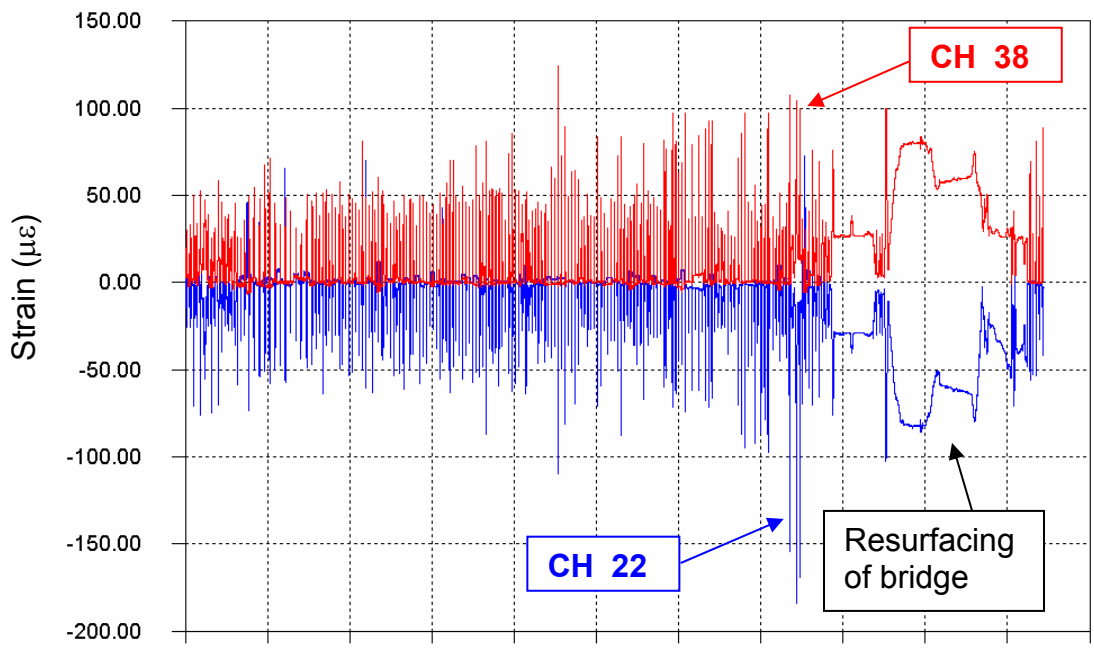 150.00
CH 38
100.00
50.00
0.00
Strain (µε)
-50.00
-100.00
-150.00
CH 22
Resurfacing
of bridge
-200.00